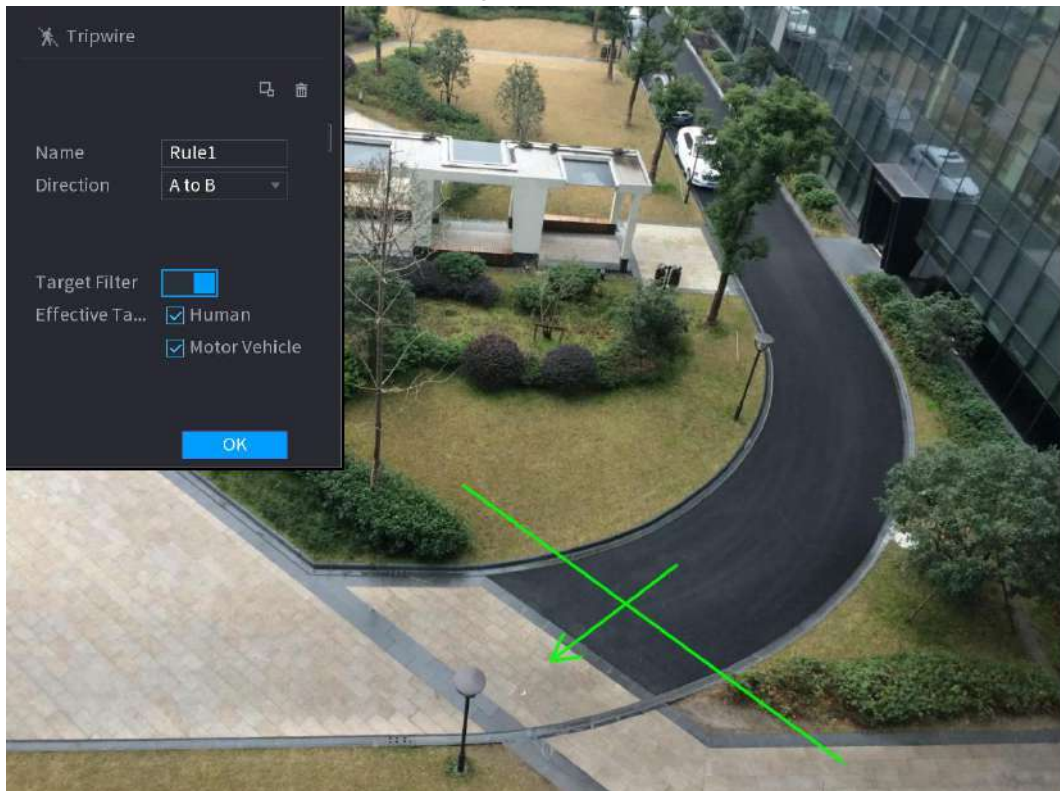 Tripwire
Name Rule1
Direction A to B
Target Filter
Effective Ta... Human
Motor Vehicle
OK